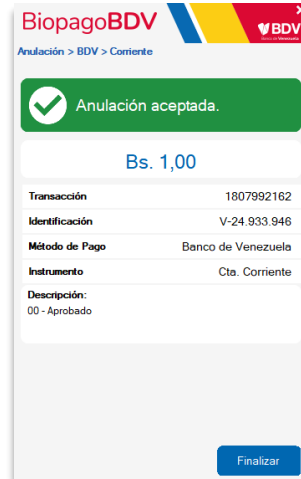 BiopagoBDV
BDV
Banco de Venezuela
Anulación > BDV > Corriente
Anulación aceptada.
Bs. 1,00
Transacción 1807992162
Identificación V-24.933.946
Método de Pago Banco de Venezuela
Instrumento Cta. Corriente
Descripción:
00 - Aprobado
Finalizar